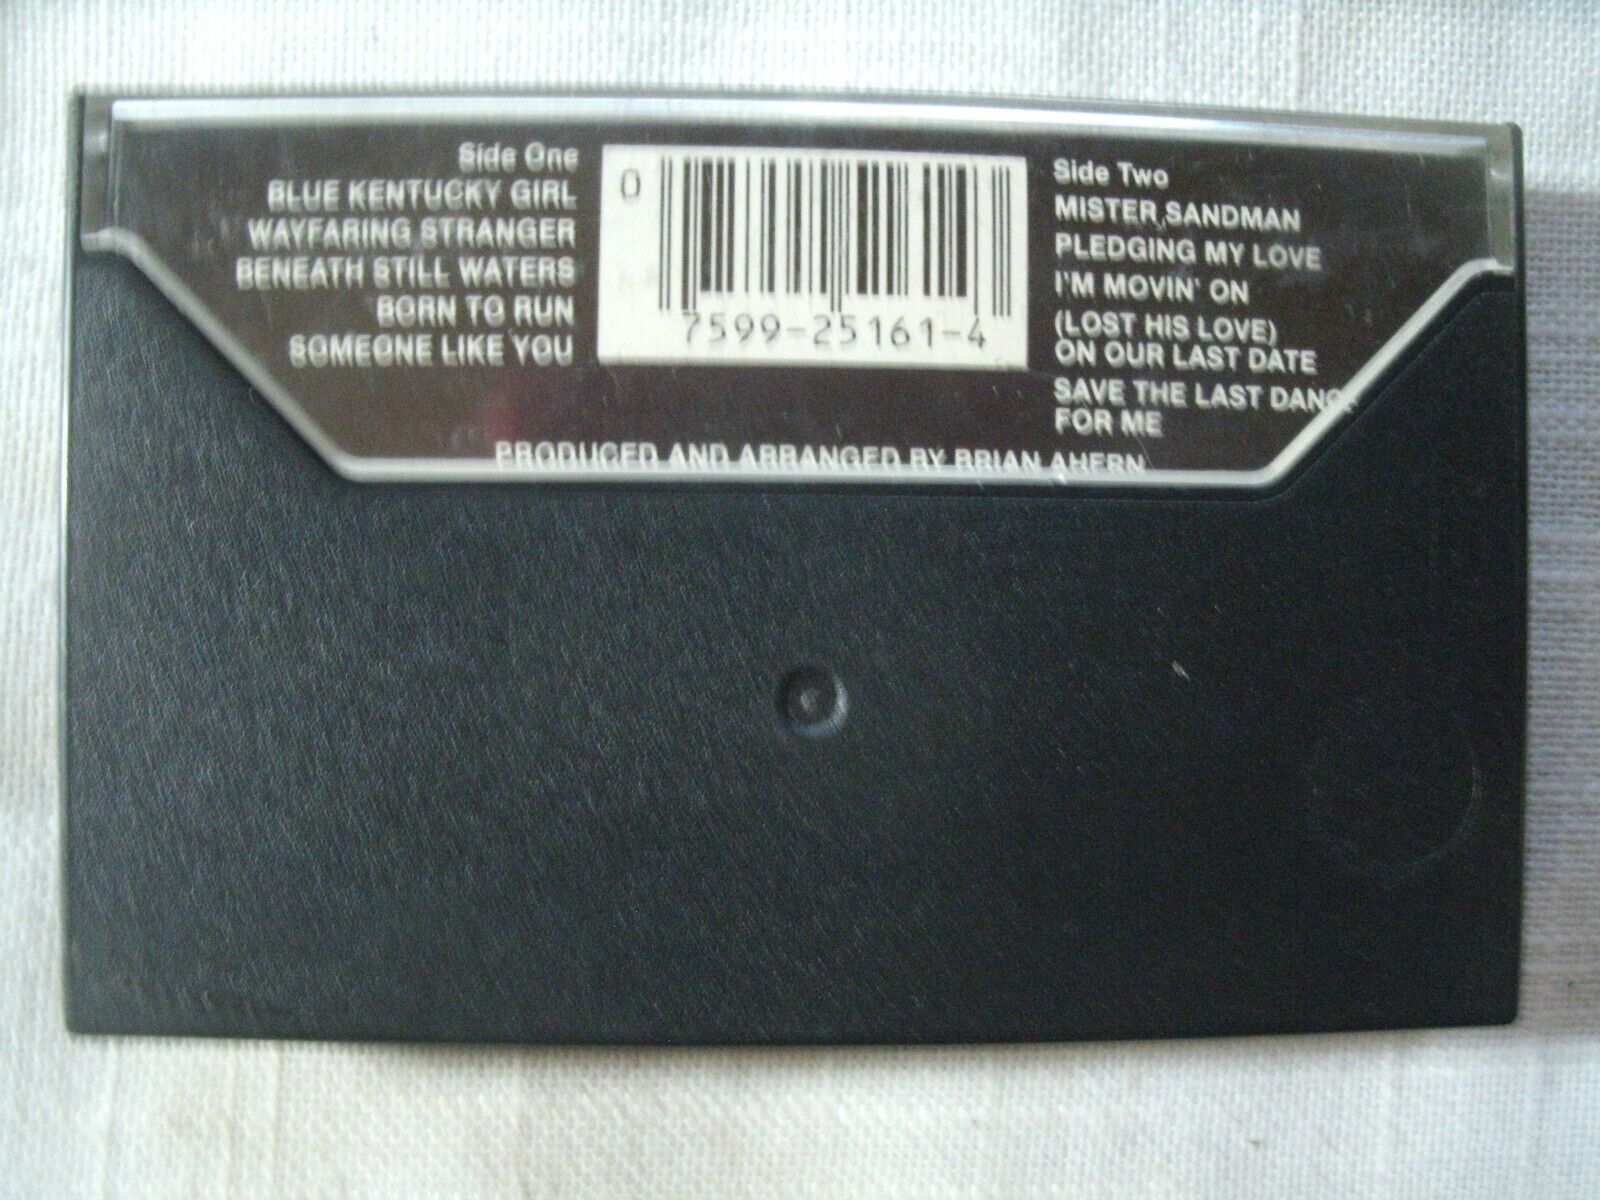 Side One
BLUE KENTUCKY GIRL
WAYFARING STRANGER
BENEATH STILL WATERS
BORN TO RUN
SOMEONE LIKE YOU
0
7599-25161-4
Side Two
MISTER SANDMAN
PLEDGING MY LOVE
I'M MOVIN' ON
(LOST HIS LOVE)
ON OUR LAST DATE
SAVE THE LAST DANCE
FOR ME
PRODUCED AND ARRANGED BY BRIAN AHERN